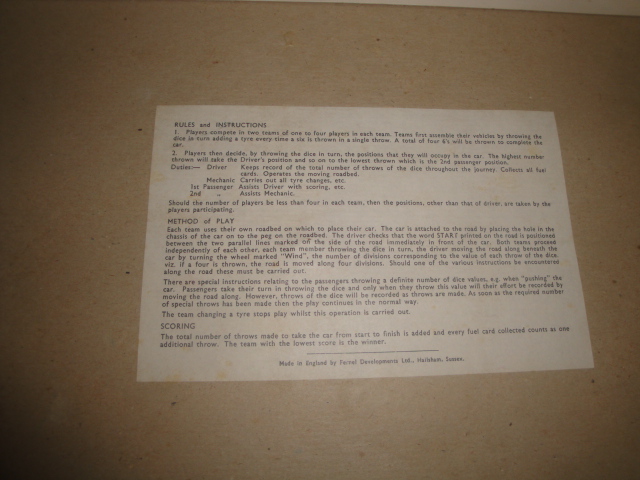 RULES and INSTRUCTIONS
1. Players compete in two teams of one to four players in each team. Teams first assemble their vehicles by throwing the
dice in turn adding a tyre every time a six is thrown in a single throw. A total of four 6's will be thrown to complete the
car.
2. Players then decide, by throwing the dice in turn, the positions that they will occupy in the car. The highest number
thrown will take the Driver's position and so on to the lowest thrown which is the 2nd passenger position.
Duties:— Driver Keeps record of the total number of throws of the dice throughout the journey. Collects all fuel
cards. Operates the moving roadbed.
Mechanic Carries out all tyre changes, etc.
1st Passenger Assists Driver with scoring, etc.
2nd „ Assists Mechanic.
Should the number of players be less than four in each team, then the positions, other than that of driver, are taken by the
players participating.
METHOD of PLAY
Each team uses their own roadbed on which to place their car. The car is attached to the road by placing the hole in the
chassis of the car on to the peg on the roadbed. The driver checks that the word START printed on the road is positioned
between the two parallel lines marked on the side of the road immediately in front of the car. Both teams proceed
independently of each other, each team member throwing the dice in turn, the driver moving the road along beneath the
car by turning the wheel marked "Wind", the number of divisions corresponding to the value of each throw of the dice
viz. if a four is thrown, the road is moved along four divisions. Should one of the various instructions be encountered
along the road these must be carried out.
There are special instructions relating to the passengers throwing a definite number of dice values, e.g. when "pushing" the
car. Passengers take their turn in throwing the dice and only when they throw this value will their effort be recorded by
moving the road along. However, throws of the dice will be recorded as throws are made. As soon as the required number
of special throws has been made then the play continues in the normal way.
The team changing a tyre stops play whilst this operation is carried out.
SCORING
The total number of throws made to take the car from start to finish is added and every fuel card collected counts as one
additional throw. The team with the lowest score is the winner.
Made in England by Developments Ltd., Hailsham, Sussex.